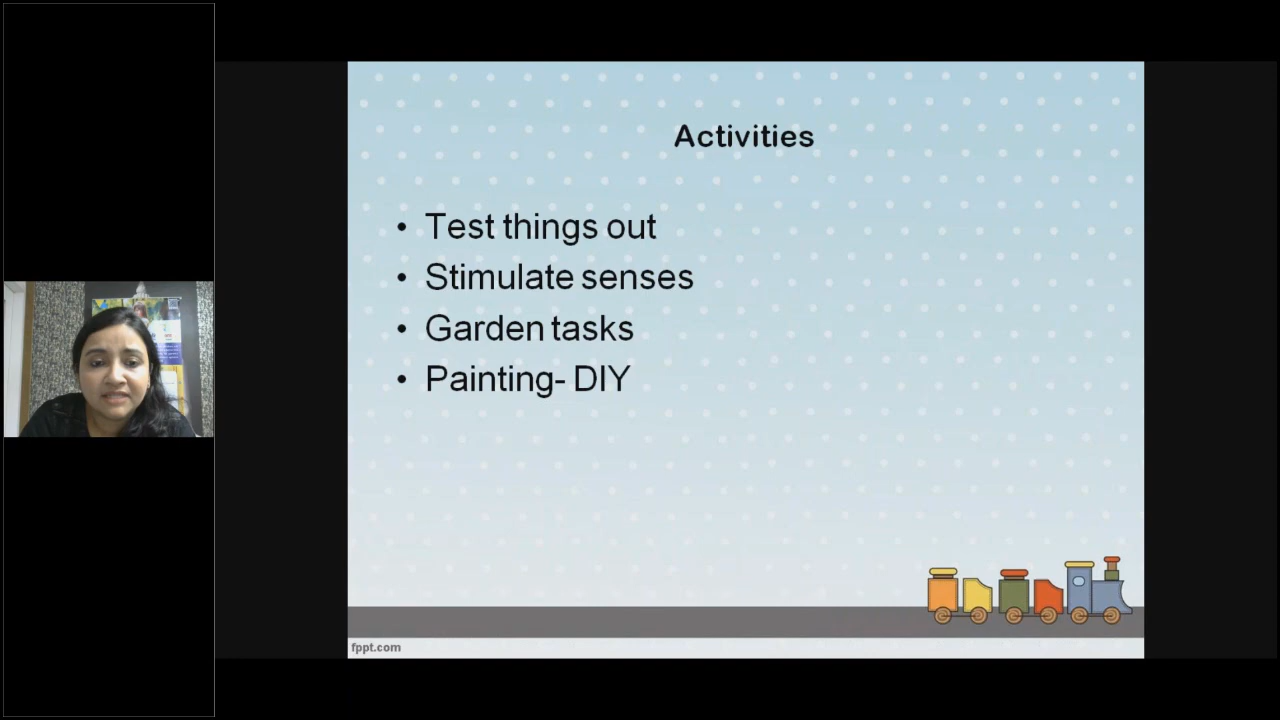 Activities
• Test things out
• Stimulate senses
• Garden tasks
• Painting- DIY
fppt.com